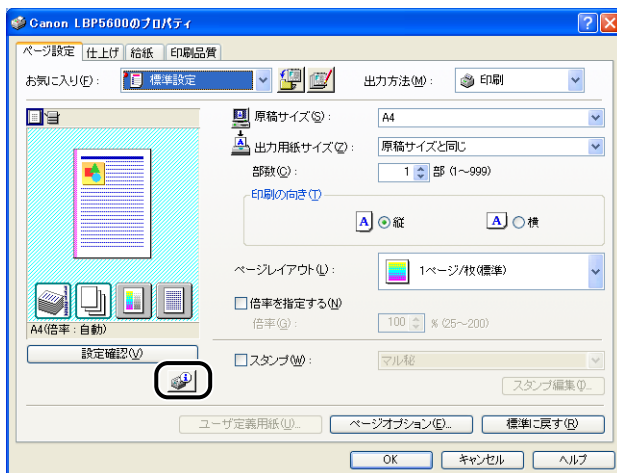 Canon LBP5600のプロパティ
ページ設定 仕上げ 給紙 印刷品質
お気に入り(F): 標準設定 出力方法(M): 印刷
原稿サイズ(S): A4
出力用紙サイズ(Z): 原稿サイズと同じ
部数(C): 1 部 (1～999)
印刷の向き(T)
A 縦 A 横
ページレイアウト(L): 1ページ/枚(標準)
倍率を指定する(N)
倍率(G): 100 % (25～200)
A4(倍率:自動)
設定確認(V)
スタンプ(W): マル秘
スタンプ編集(I)...
ユーザ定義用紙(U)... ページオプション(E)... 標準に戻す(R)
OK キャンセル ヘルプ